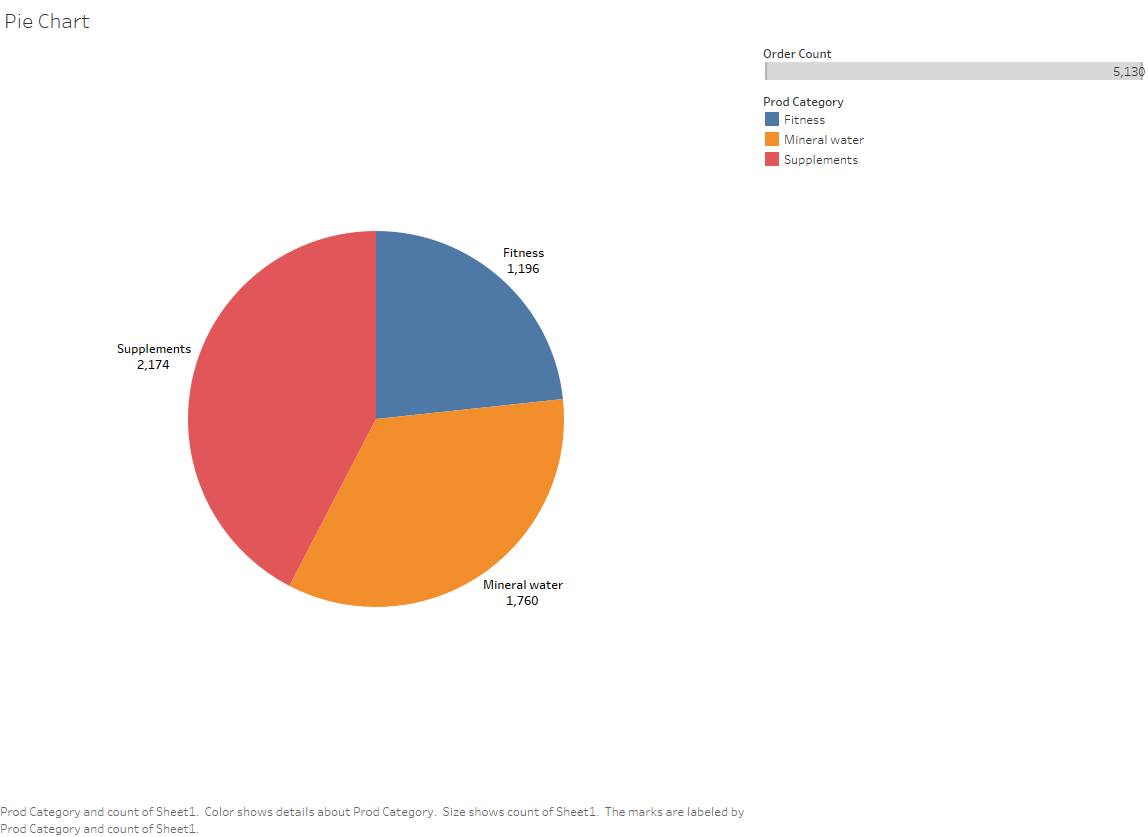 Pie Chart
Order Count
5,130
Prod Category
Fitness
Mineral water
Supplements
Fitness
1,196
Supplements
2,174
Mineral water
1,760
Prod Category and count of Sheet1.  Color shows details about Prod Category.  Size shows count of Sheet1.  The marks are labeled by
Prod Category and count of Sheet1.